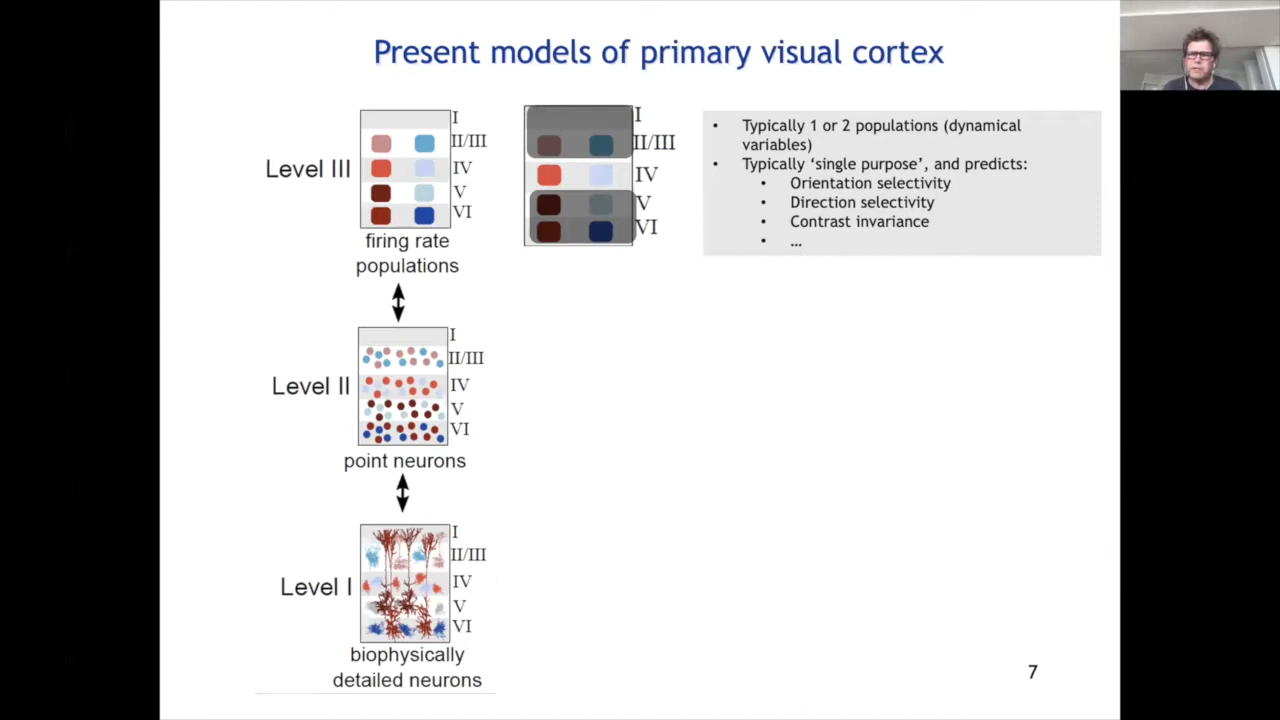 Present models of primary visual cortex
Level III
I
II/III
IV
V
VI
firing rate
populations
I
II/III
IV
V
VI
• Typically 1 or 2 populations (dynamical
variables)
• Typically ‘single purpose’, and predicts:
• Orientation selectivity
• Direction selectivity
• Contrast invariance
• …
Level II
I
II/III
IV
V
VI
point neurons
Level I
I
II/III
IV
V
VI
biophysically
detailed neurons
7